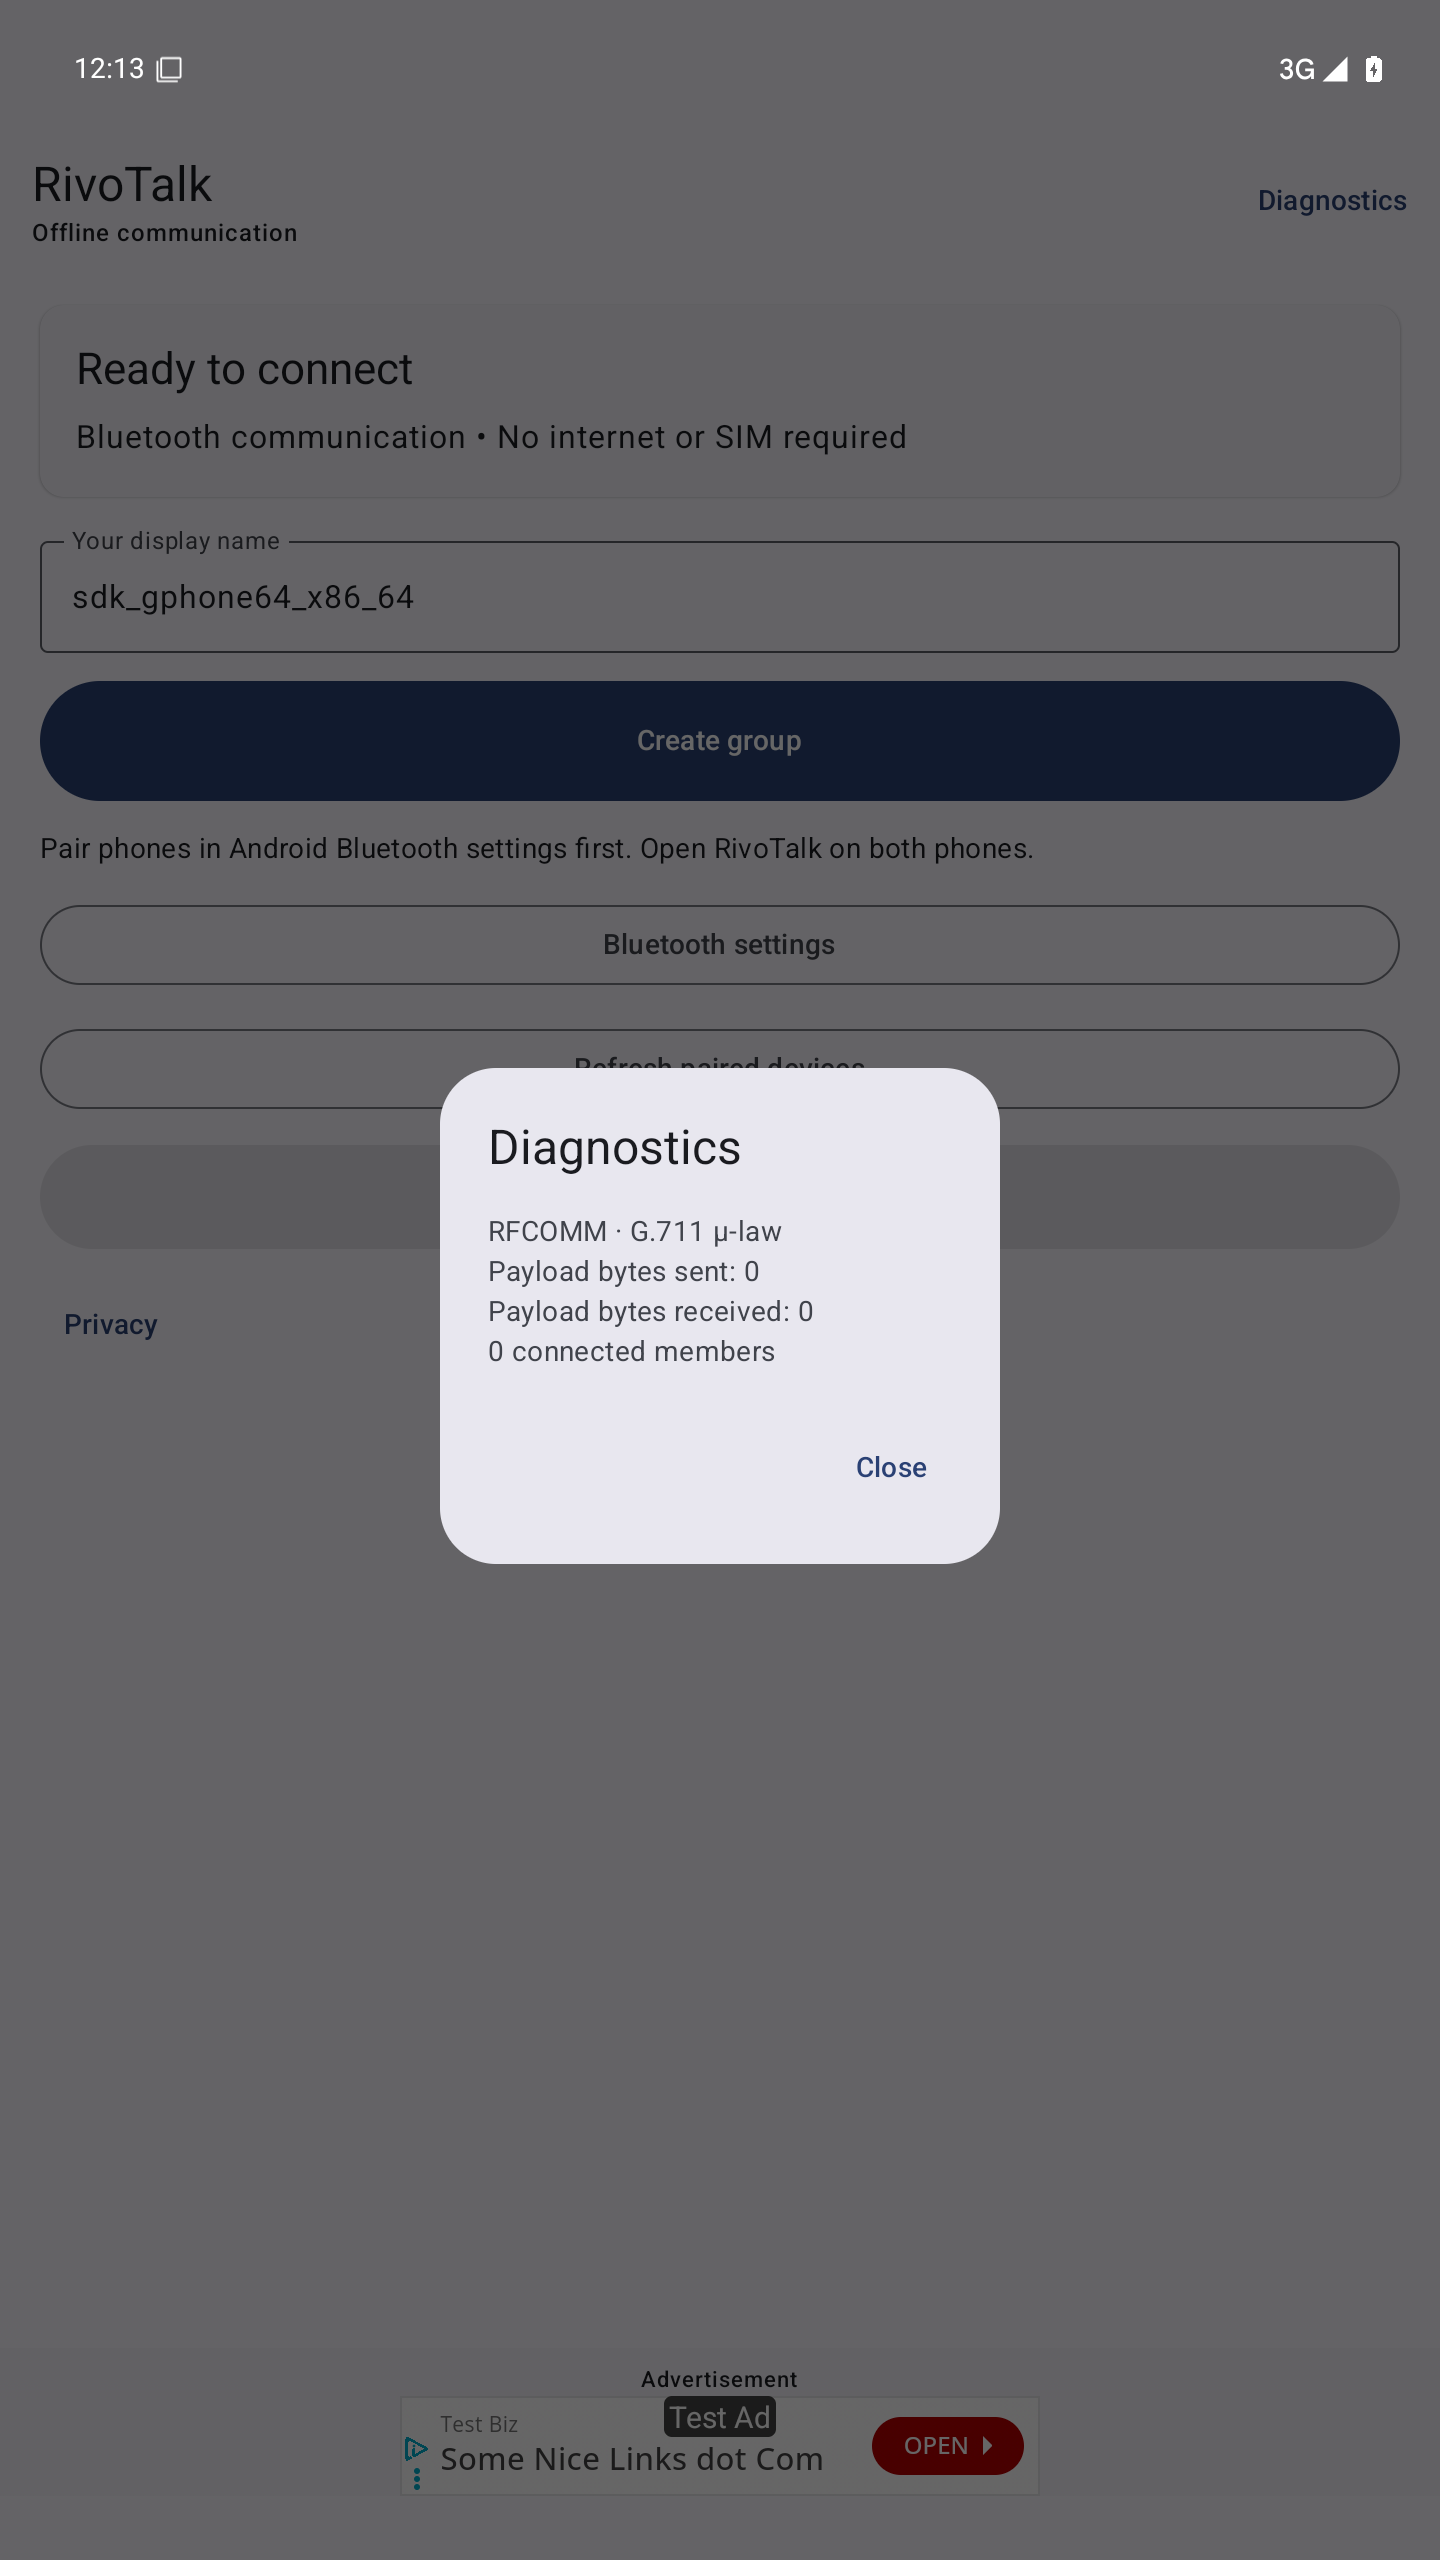 12:13
3G
RivoTalk
Offline communication
Diagnostics
Ready to connect
Bluetooth communication • No internet or SIM required
Your display name
sdk_gphone64_x86_64
Create group
Pair phones in Android Bluetooth settings first. Open RivoTalk on both phones.
Bluetooth settings
Refresh paired devices
Diagnostics
RFCOMM · G.711 μ-law
Payload bytes sent: 0
Payload bytes received: 0
0 connected members
Close
Privacy
Advertisement
Test Ad
Test Biz
Some Nice Links dot Com
OPEN